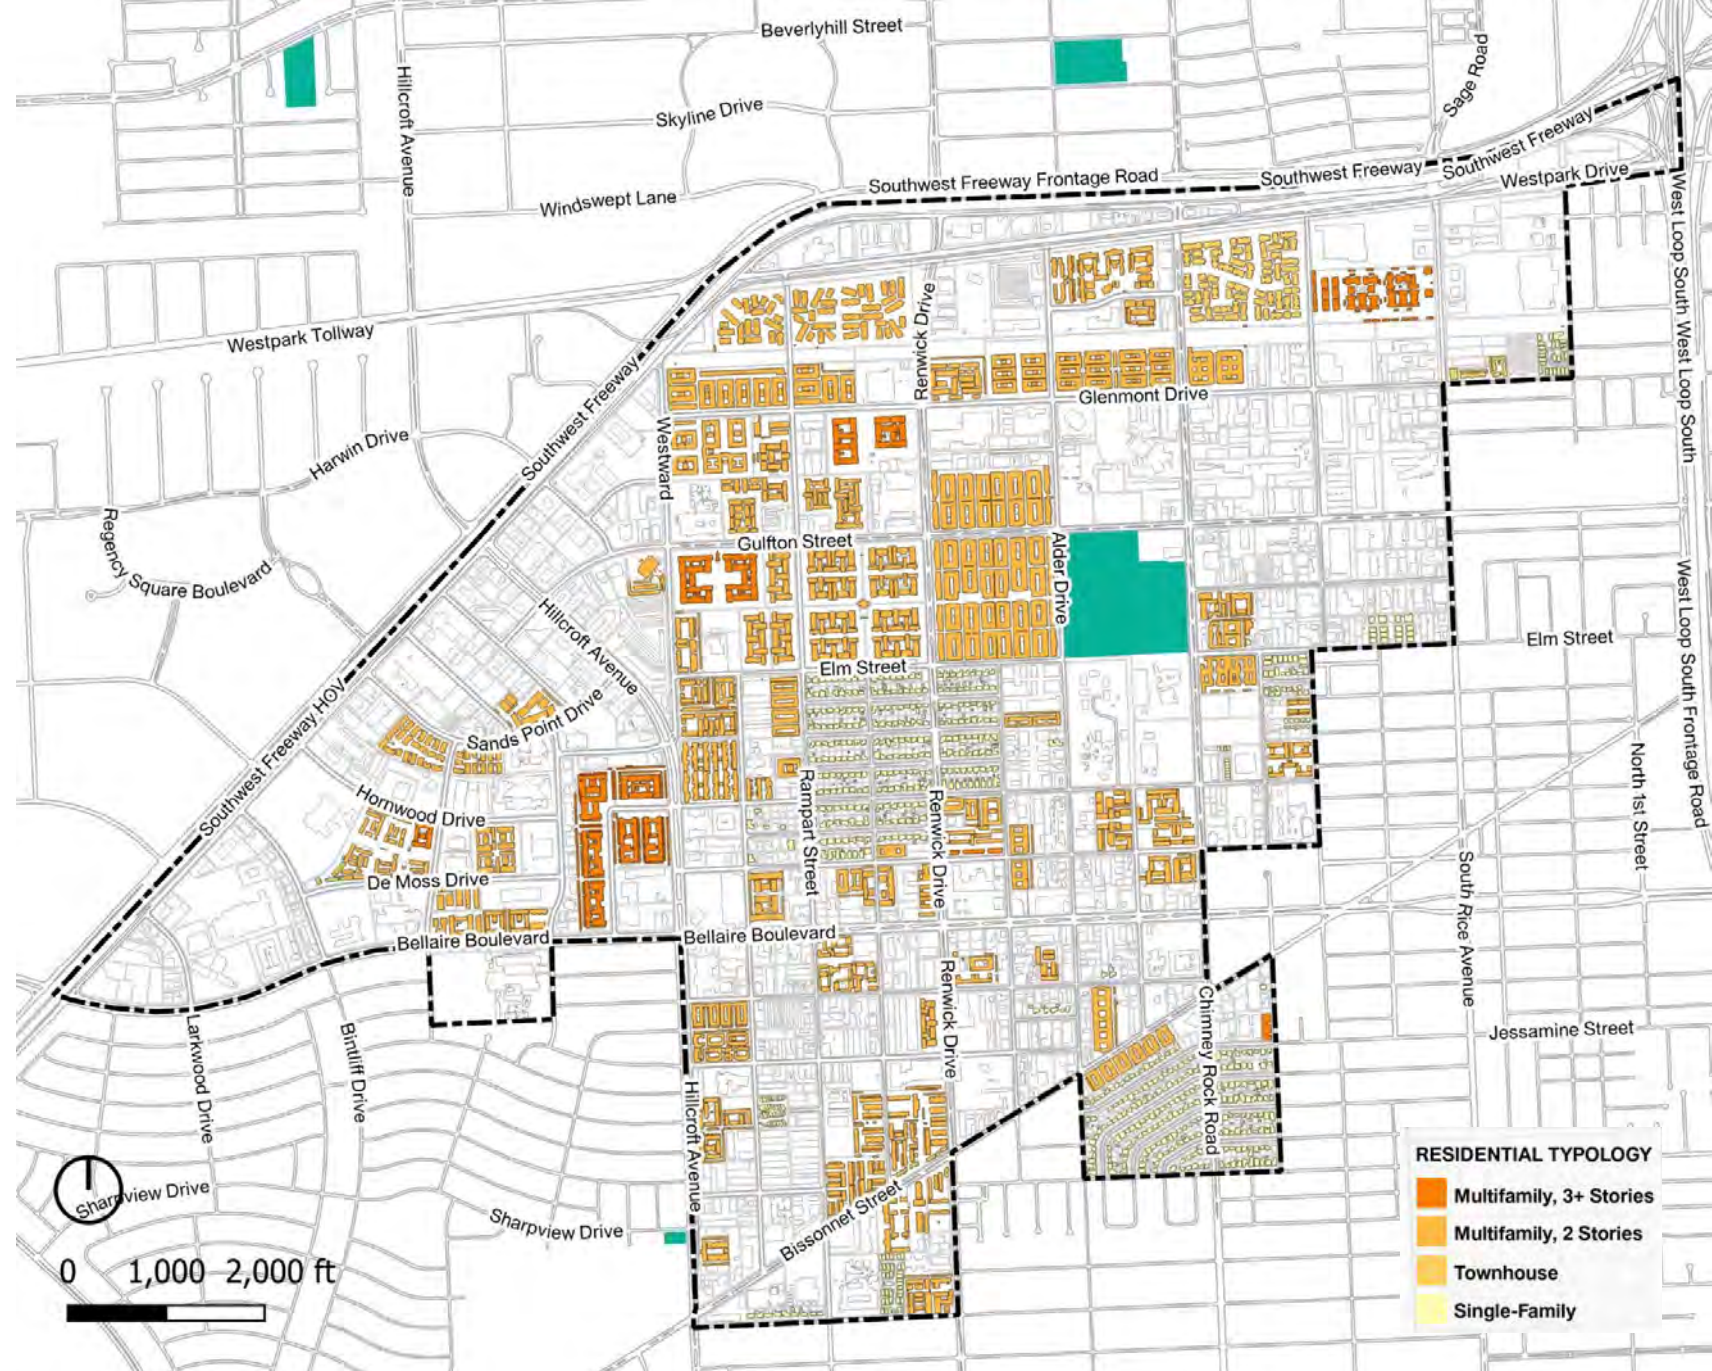 Beverlyhill Street
Sage Road
Hillcroft Avenue
Skyline Drive
Southwest Freeway
Southwest Freeway Frontage Road
Southwest Freeway
Westpark Drive
Windswept Lane
West Loop South
West Loop South
Westpark Tollway
Renwick Drive
Glenmont Drive
Southwest Freeway
Harwin Drive
Westward
Regency Square Boulevard
Gulfton Street
Alder Drive
West Loop South Frontage Road
Hillcroft Avenue
Elm Street
Elm Street
Southwest Freeway HOV
Sands Point Drive
North 1st Street
Hornwood Drive
Rampart Street
Renwick Drive
De Moss Drive
South Rice Avenue
Bellaire Boulevard
Bellaire Boulevard
Renwick Drive
Chimney Rock Road
Larkwood Drive
Bintliff Drive
Jessamine Street
Hillcroft Avenue
Sharpview Drive
Sharpview Drive
Bissonnet Street
0 1,000 2,000 ft
RESIDENTIAL TYPOLOGY
Multifamily, 3+ Stories
Multifamily, 2 Stories
Townhouse
Single-Family